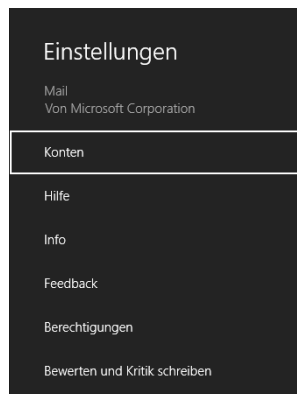 Einstellungen
Mail
Von Microsoft Corporation
Konten
Hilfe
Info
Feedback
Berechtigungen
Bewerten und Kritik schreiben